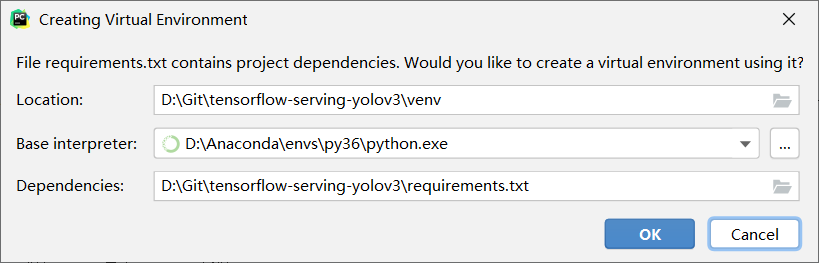 PC
Creating Virtual Environment
File requirements.txt contains project dependencies. Would you like to create a virtual environment using it?
Location: D:\Git\tensorflow-serving-yolov3\venv
Base interpreter: D:\Anaconda\envs\py36\python.exe ...
Dependencies: D:\Git\tensorflow-serving-yolov3\requirements.txt
OK Cancel